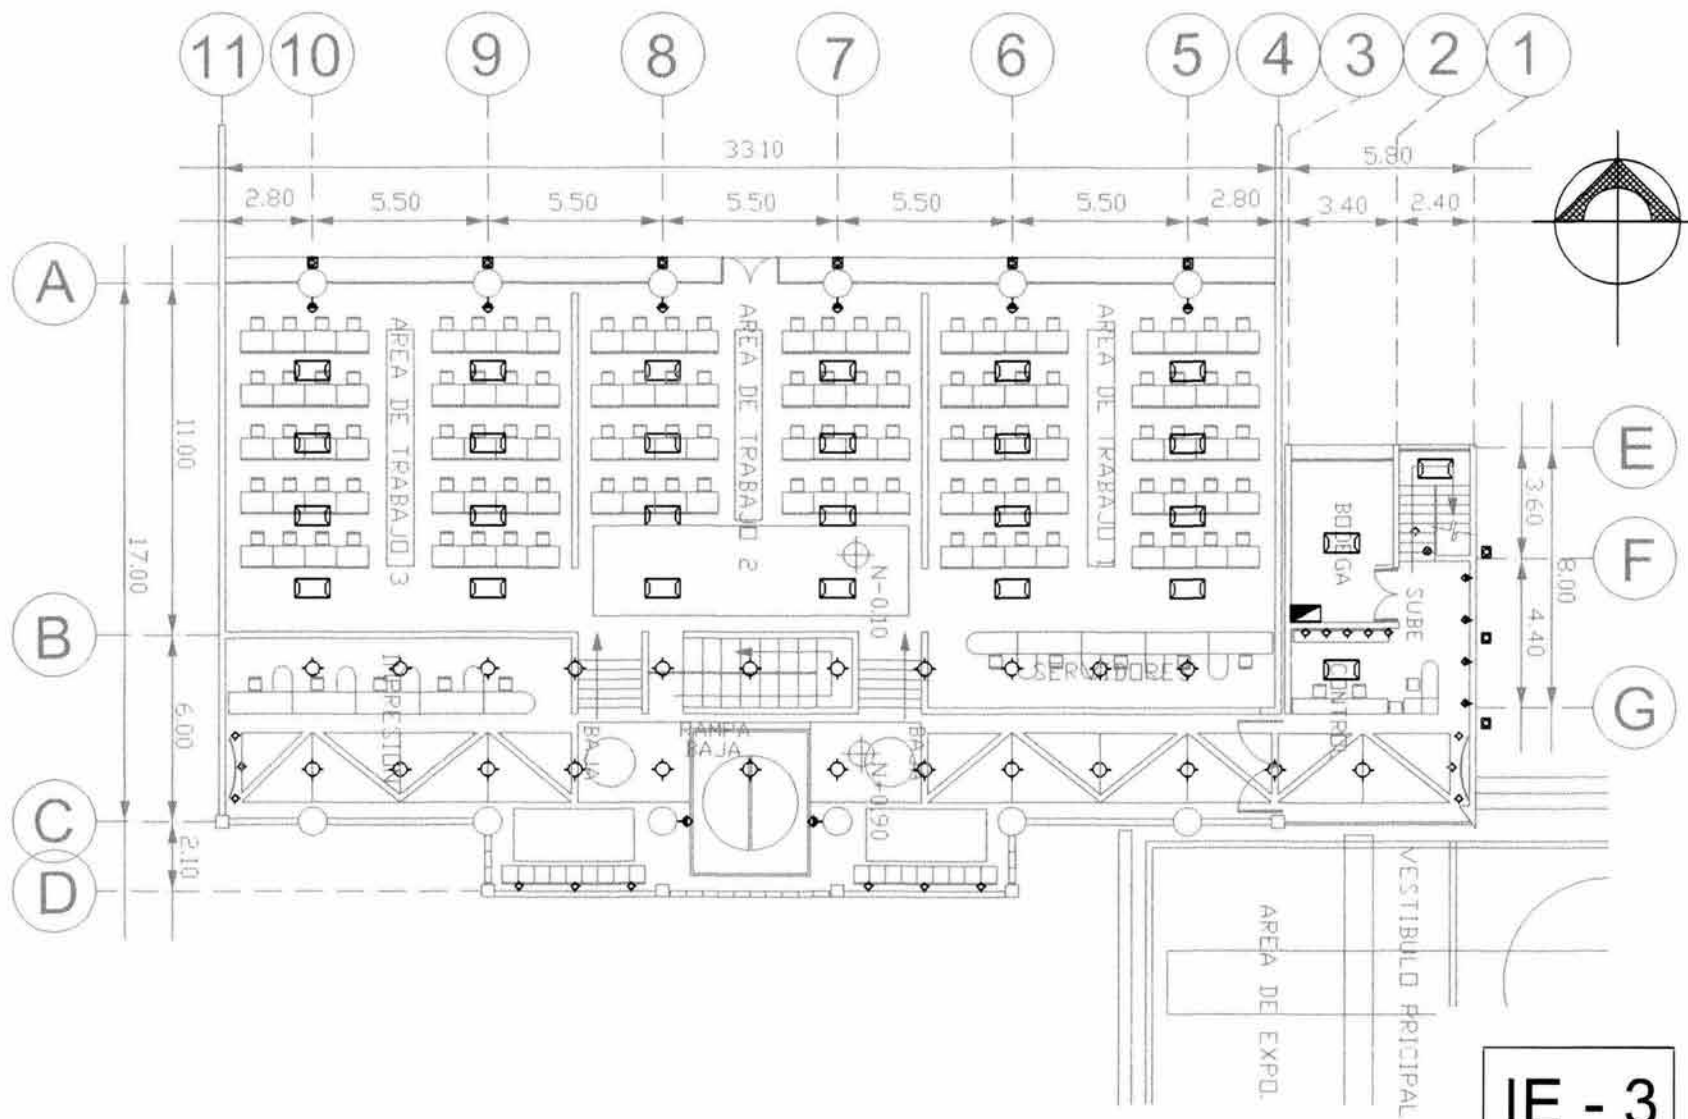 11 10 9 8 7 6 5 4 3 2 1
33.10 5.80
2.80 5.50 5.50 5.50 5.50 5.50 2.80 3.40 2.40
A
B
C
D
11.00
17.00
6.00
2.10
E
F
G
3.60
8.00
4.40
AREA DE TRABAJO 3
AREA DE TRABAJO 2
AREA DE TRABAJO 1
N-0.10
BODEGA
SUBE
CONTROL
SERVIDORES
IMPRESION
BAJA
RAMPA
BAJA
BAJA
N-0.90
AREA DE EXPO.
VESTIBULO PRICIPAL
IE - 3